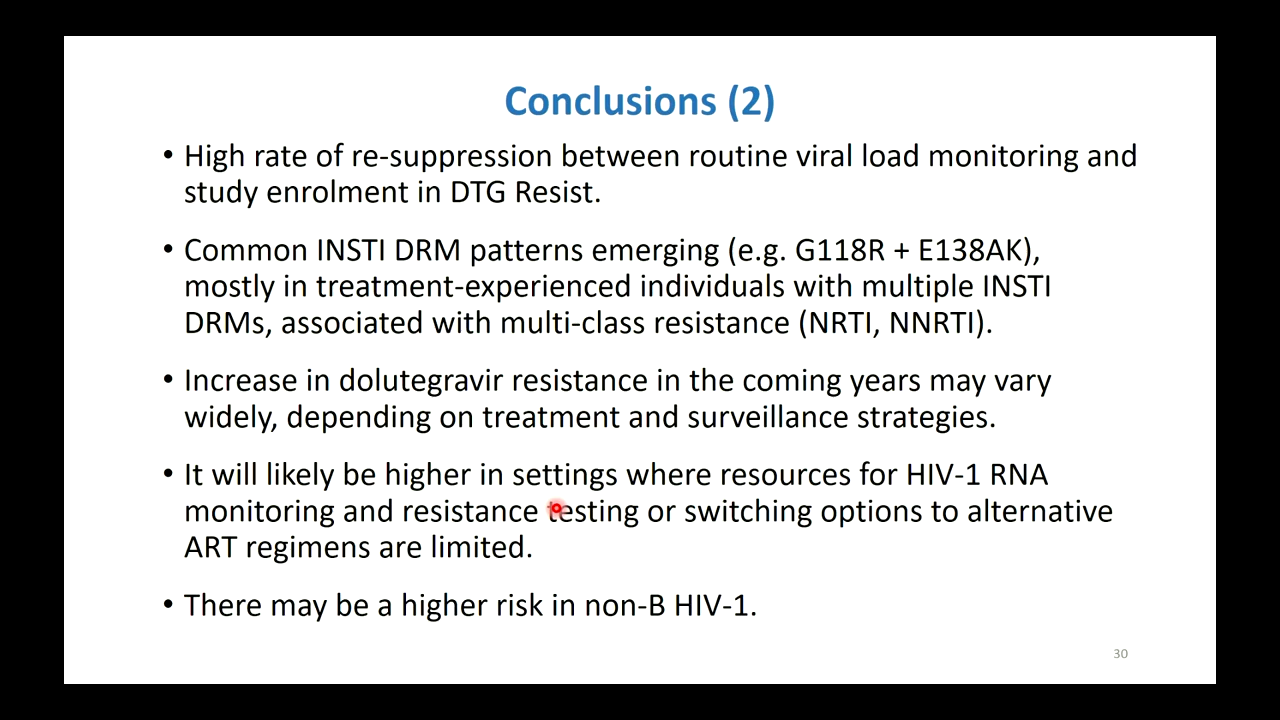 Conclusions (2)
• High rate of re-suppression between routine viral load monitoring and
study enrolment in DTG Resist.
• Common INSTI DRM patterns emerging (e.g. G118R + E138AK),
mostly in treatment-experienced individuals with multiple INSTI
DRMs, associated with multi-class resistance (NRTI, NNRTI).
• Increase in dolutegravir resistance in the coming years may vary
widely, depending on treatment and surveillance strategies.
• It will likely be higher in settings where resources for HIV-1 RNA
monitoring and resistance testing or switching options to alternative
ART regimens are limited.
• There may be a higher risk in non-B HIV-1.
30